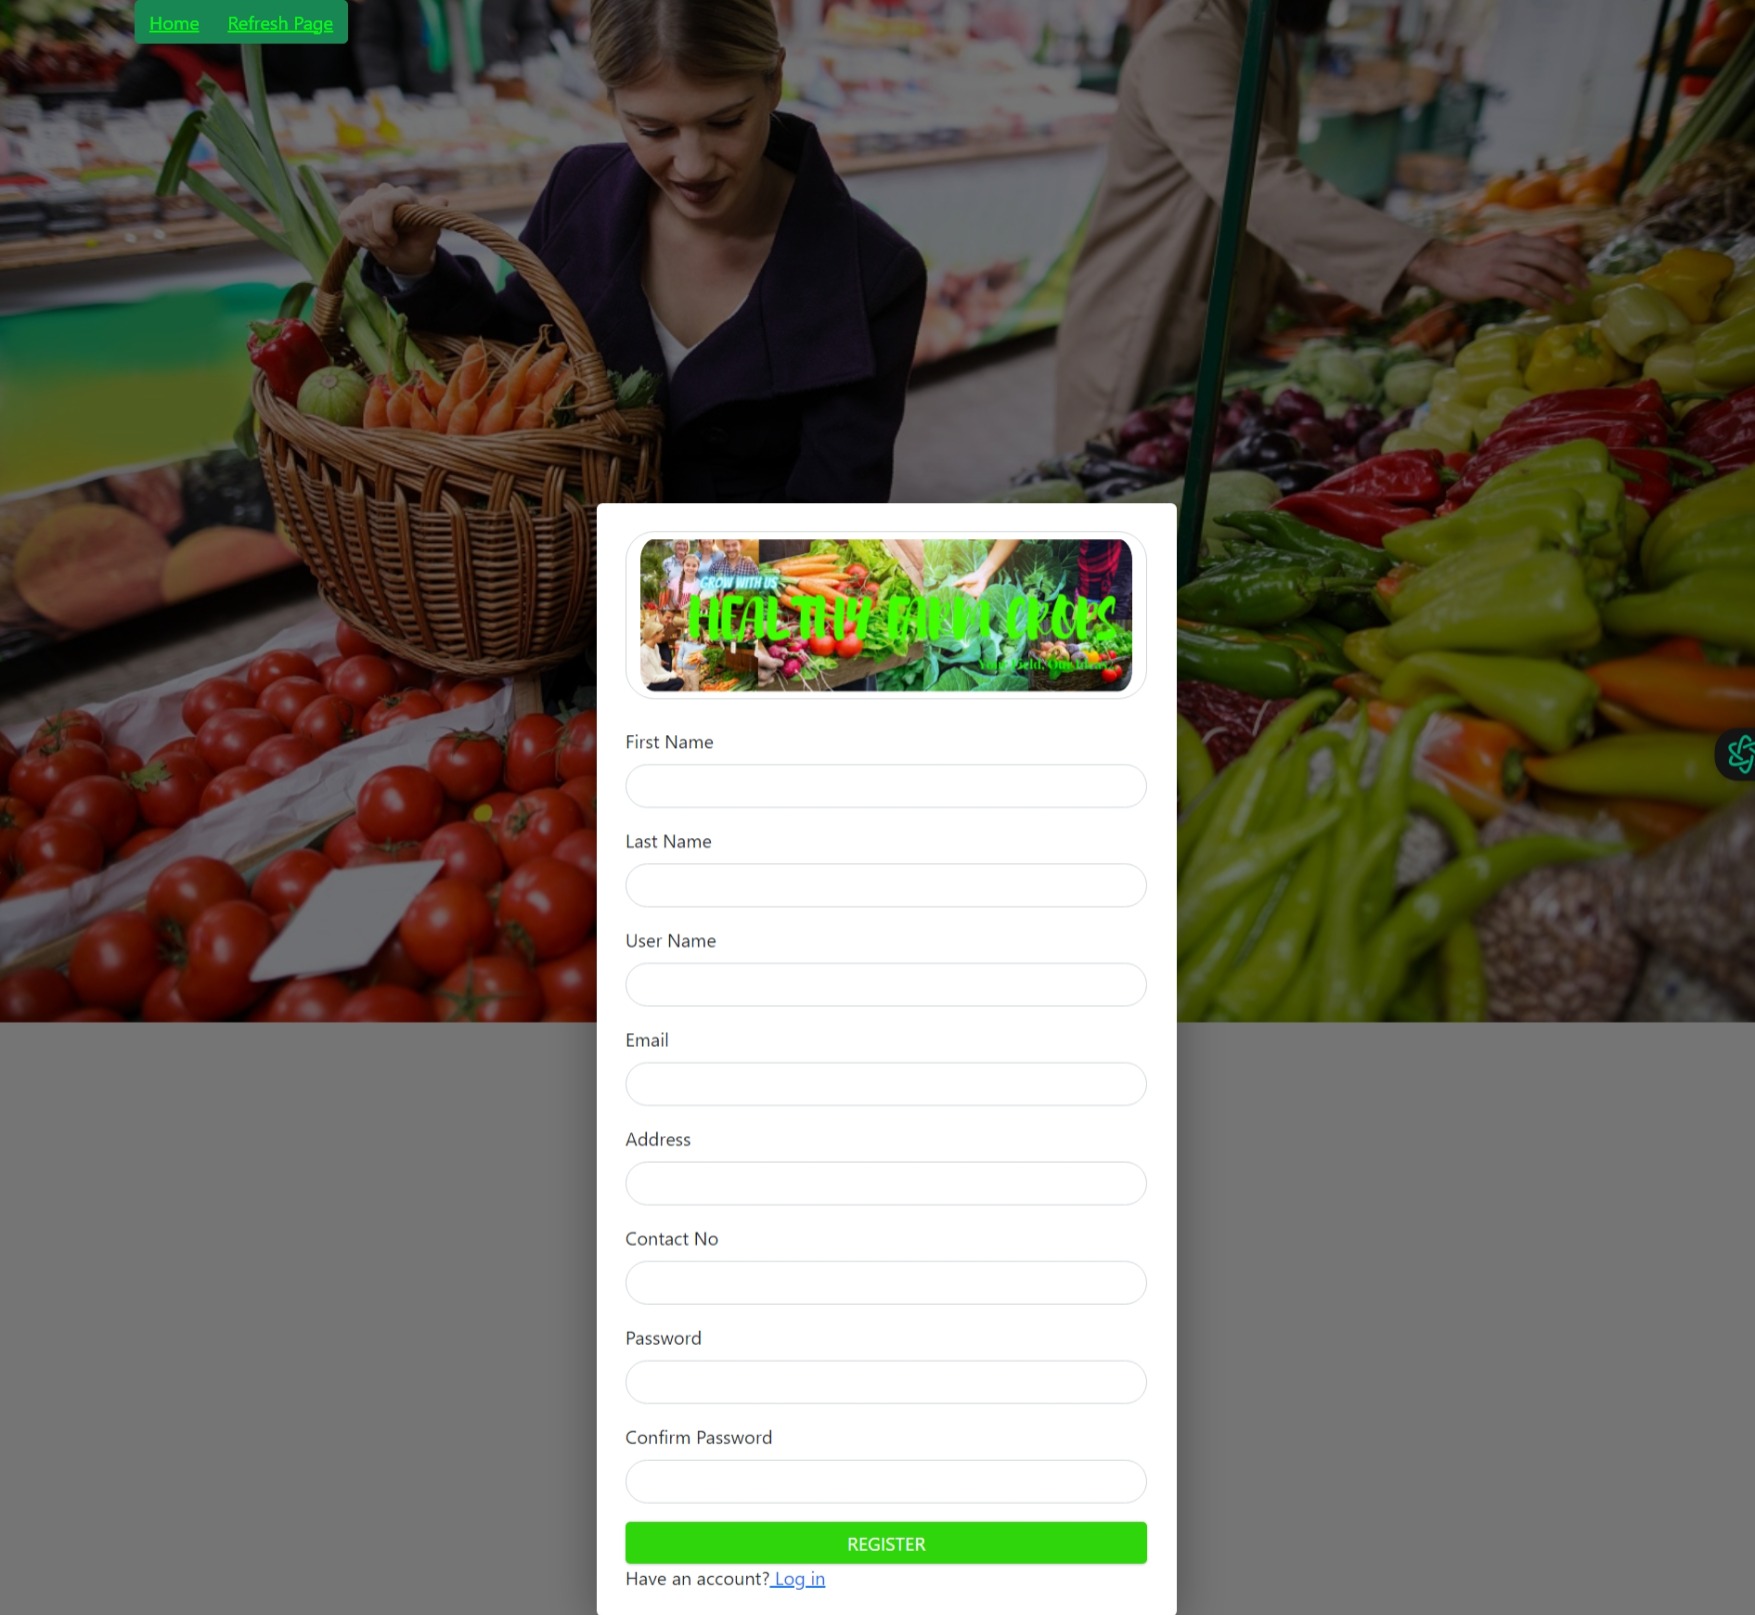 Home Refresh Page
GROW WITH US
HEALTHY FARM CROPS
Your Field, Our
First Name
Last Name
User Name
Email
Address
Contact No
Password
Confirm Password
REGISTER
Have an account? Log in